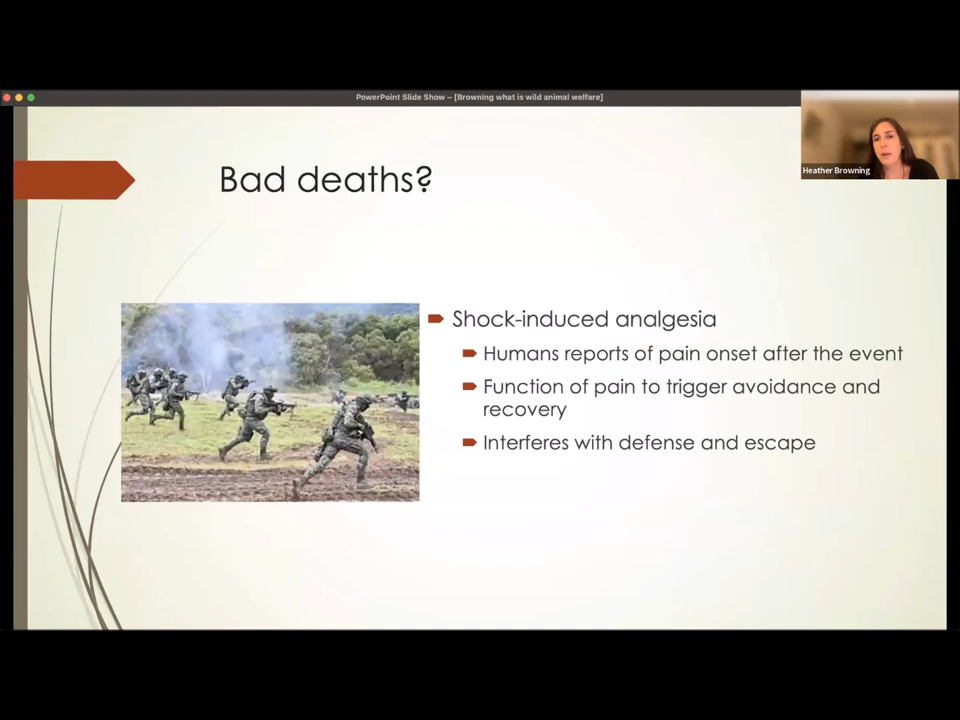 PowerPoint Slide Show – [Browning what is wild animal welfare]
Heather Browning
Bad deaths?
Shock-induced analgesia
Humans reports of pain onset after the event
Function of pain to trigger avoidance and
recovery
Interferes with defense and escape